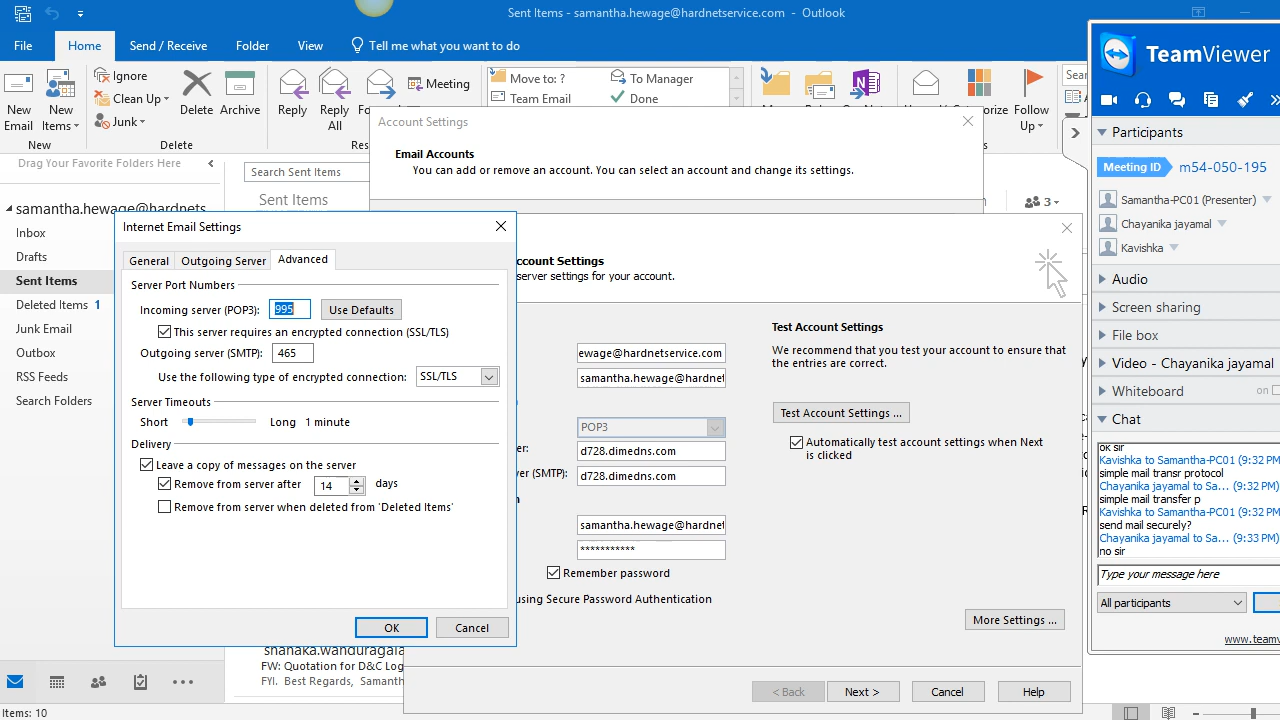 Sent Items - samantha.hewage@hardnetservice.com - Outlook
File Home Send / Receive Folder View Tell me what you want to do
New Email
New Items
New
Ignore
Clean Up
Junk
Delete Archive
Delete
Reply
Reply All
Meeting
Move to: ? To Manager
Team Email Done
Follow Up
Drag Your Favorite Folders Here
samantha.hewage@hardnets
Inbox
Drafts
Sent Items
Deleted Items 1
Junk Email
Outbox
RSS Feeds
Search Folders
Items: 10
Search Sent Items
Sent Items
3
shanaka.wanduragala
FW: Quotation for D&C Log
FYI. Best Regards, Samanth
Account Settings
Email Accounts
You can add or remove an account. You can select an account and change its settings.
Account Settings
server settings for your account.
ewage@hardnetservice.com
samantha.hewage@hardnet
POP3
d728.dimedns.com
(SMTP): d728.dimedns.com
samantha.hewage@hardnet
***********
Remember password
using Secure Password Authentication
Test Account Settings
We recommend that you test your account to ensure that
the entries are correct.
Test Account Settings ...
Automatically test account settings when Next
is clicked
More Settings ...
< Back Next > Cancel Help
Internet Email Settings
General Outgoing Server Advanced
Server Port Numbers
Incoming server (POP3): 995 Use Defaults
This server requires an encrypted connection (SSL/TLS)
Outgoing server (SMTP): 465
Use the following type of encrypted connection: SSL/TLS
Server Timeouts
Short Long 1 minute
Delivery
Leave a copy of messages on the server
Remove from server after 14 days
Remove from server when deleted from 'Deleted Items'
OK Cancel
TeamViewer
Participants
Meeting ID m54-050-195
Samantha-PC01 (Presenter)
Chayanika jayamal
Kavishka
Audio
Screen sharing
File box
Video - Chayanika jayamal
Whiteboard on
Chat
ok sir
Kavishka to Samantha-PC01 (9:32 PM
simple mail transr protocol
Chayanika jayamal to Sa... (9:32 PM)
simple mail transfer p
Kavishka to Samantha-PC01 (9:32 PM
send mail securely?
Chayanika jayamal to Sa... (9:33 PM)
no sir
Type your message here
All participants
www.teamv